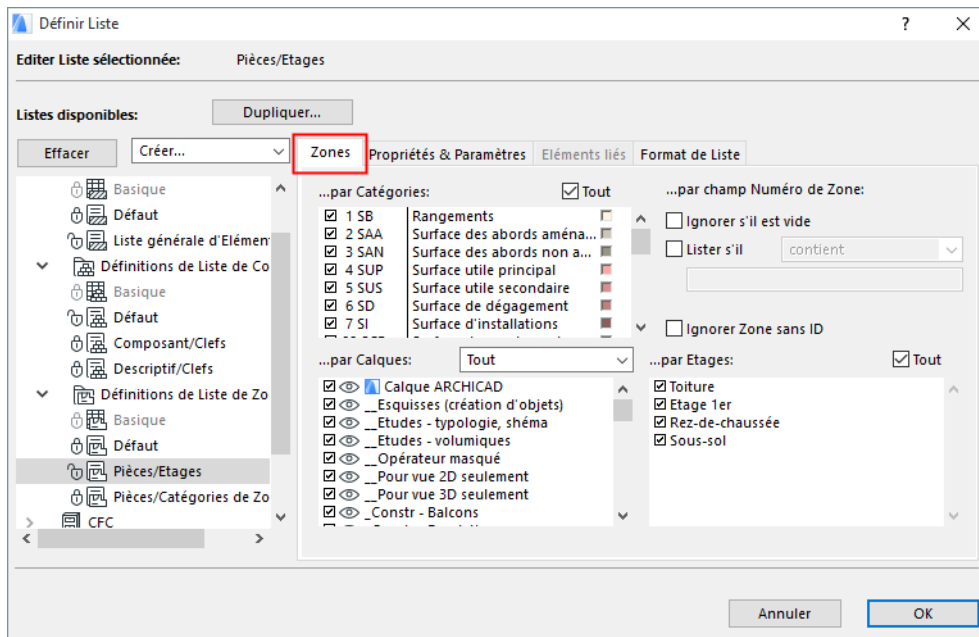 Définir Liste
?
Editer Liste sélectionnée: Pièces/Etages
Listes disponibles:
Dupliquer...
Effacer
Créer...
Basique
Défaut
Liste générale d'Elémen
Définitions de Liste de Co
Basique
Défaut
Composant/Clefs
Descriptif/Clefs
Définitions de Liste de Zo
Basique
Défaut
Pièces/Etages
Pièces/Catégories de Zo
CFC
Zones
Propriétés & Paramètres
Eléments liés
Format de Liste
...par Catégories:
Tout
1 SB Rangements
2 SAA Surface des abords aména...
3 SAN Surface des abords non a...
4 SUP Surface utile principal
5 SUS Surface utile secondaire
6 SD Surface de dégagement
7 SI Surface d'installations
...par champ Numéro de Zone:
Ignorer s'il est vide
Lister s'il
contient
Ignorer Zone sans ID
...par Calques:
Tout
Calque ARCHICAD
__Esquisses (création d'objets)
__Etudes - typologie, shéma
__Etudes - volumiques
__Opérateur masqué
__Pour vue 2D seulement
__Pour vue 3D seulement
_Constr - Balcons
...par Etages:
Tout
Toiture
Etage 1er
Rez-de-chaussée
Sous-sol
Annuler
OK